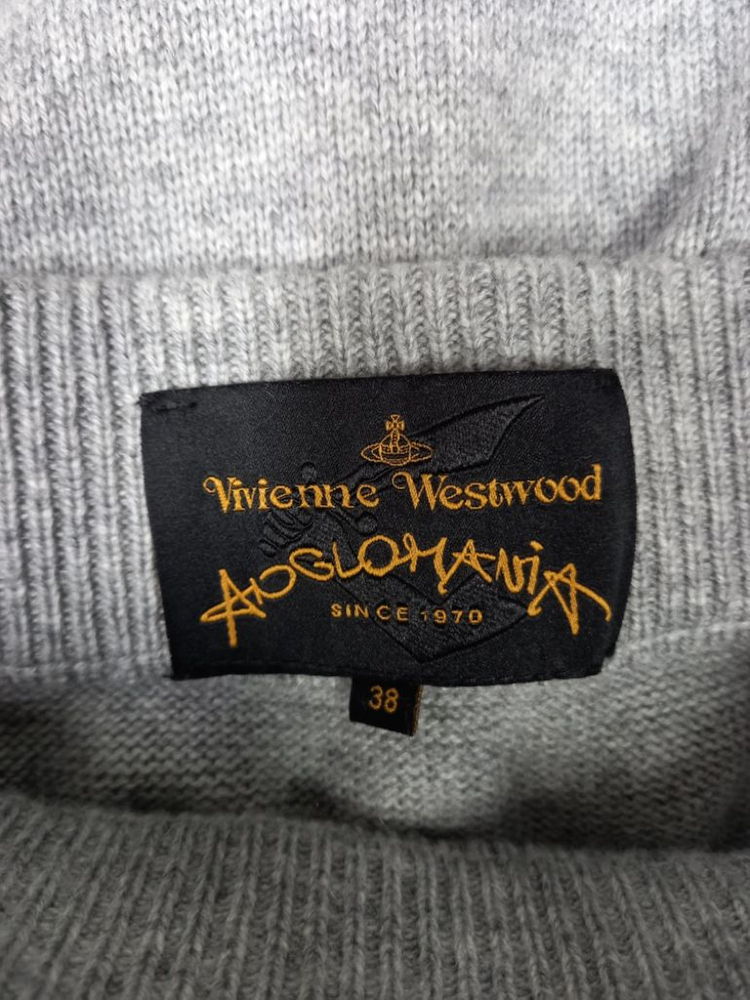 Vivienne Westwood
ANGLOMANIA
SINCE 1970
38